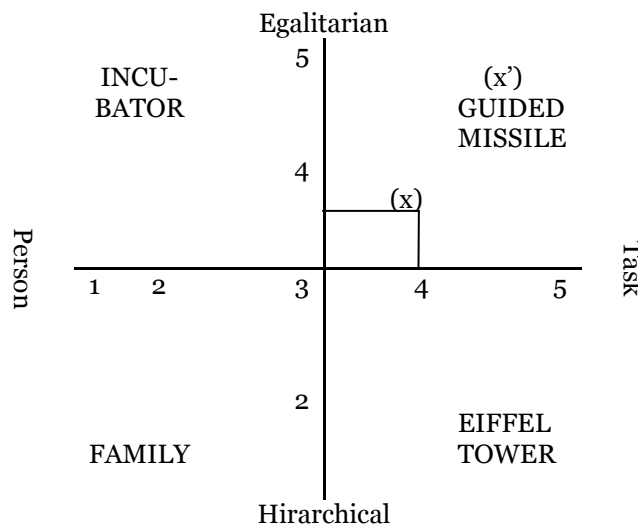 Egalitarian
5
INCU-
BATOR
(x’)
GUIDED
MISSILE
4
(x)
Person
Task
1 2 3 4 5
2
FAMILY
EIFFEL
TOWER
Hirarchical